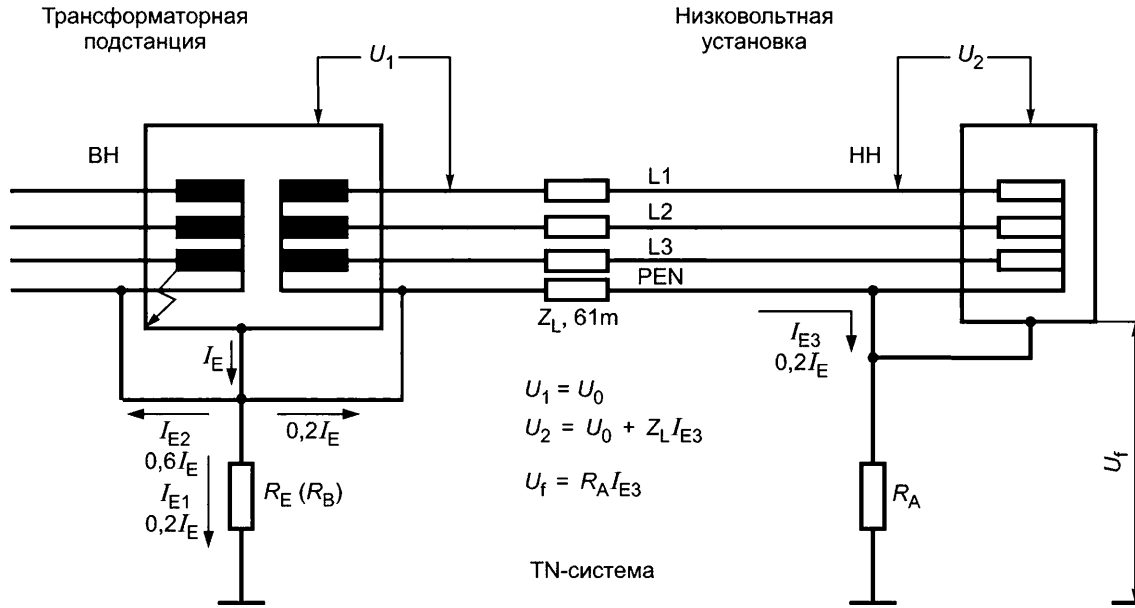 Трансформаторная
подстанция
Низковольтная
установка
U1
U2
ВН
НН
L1
L2
L3
PEN
ZL, 61m
IE
IE3
0,2IE
U1 = U0
U2 = U0 + ZLIE3
Uf = RAIE3
IE2
0,6IE
0,2IE
IE1
0,2IE
RE (RB)
RA
Uf
TN-система